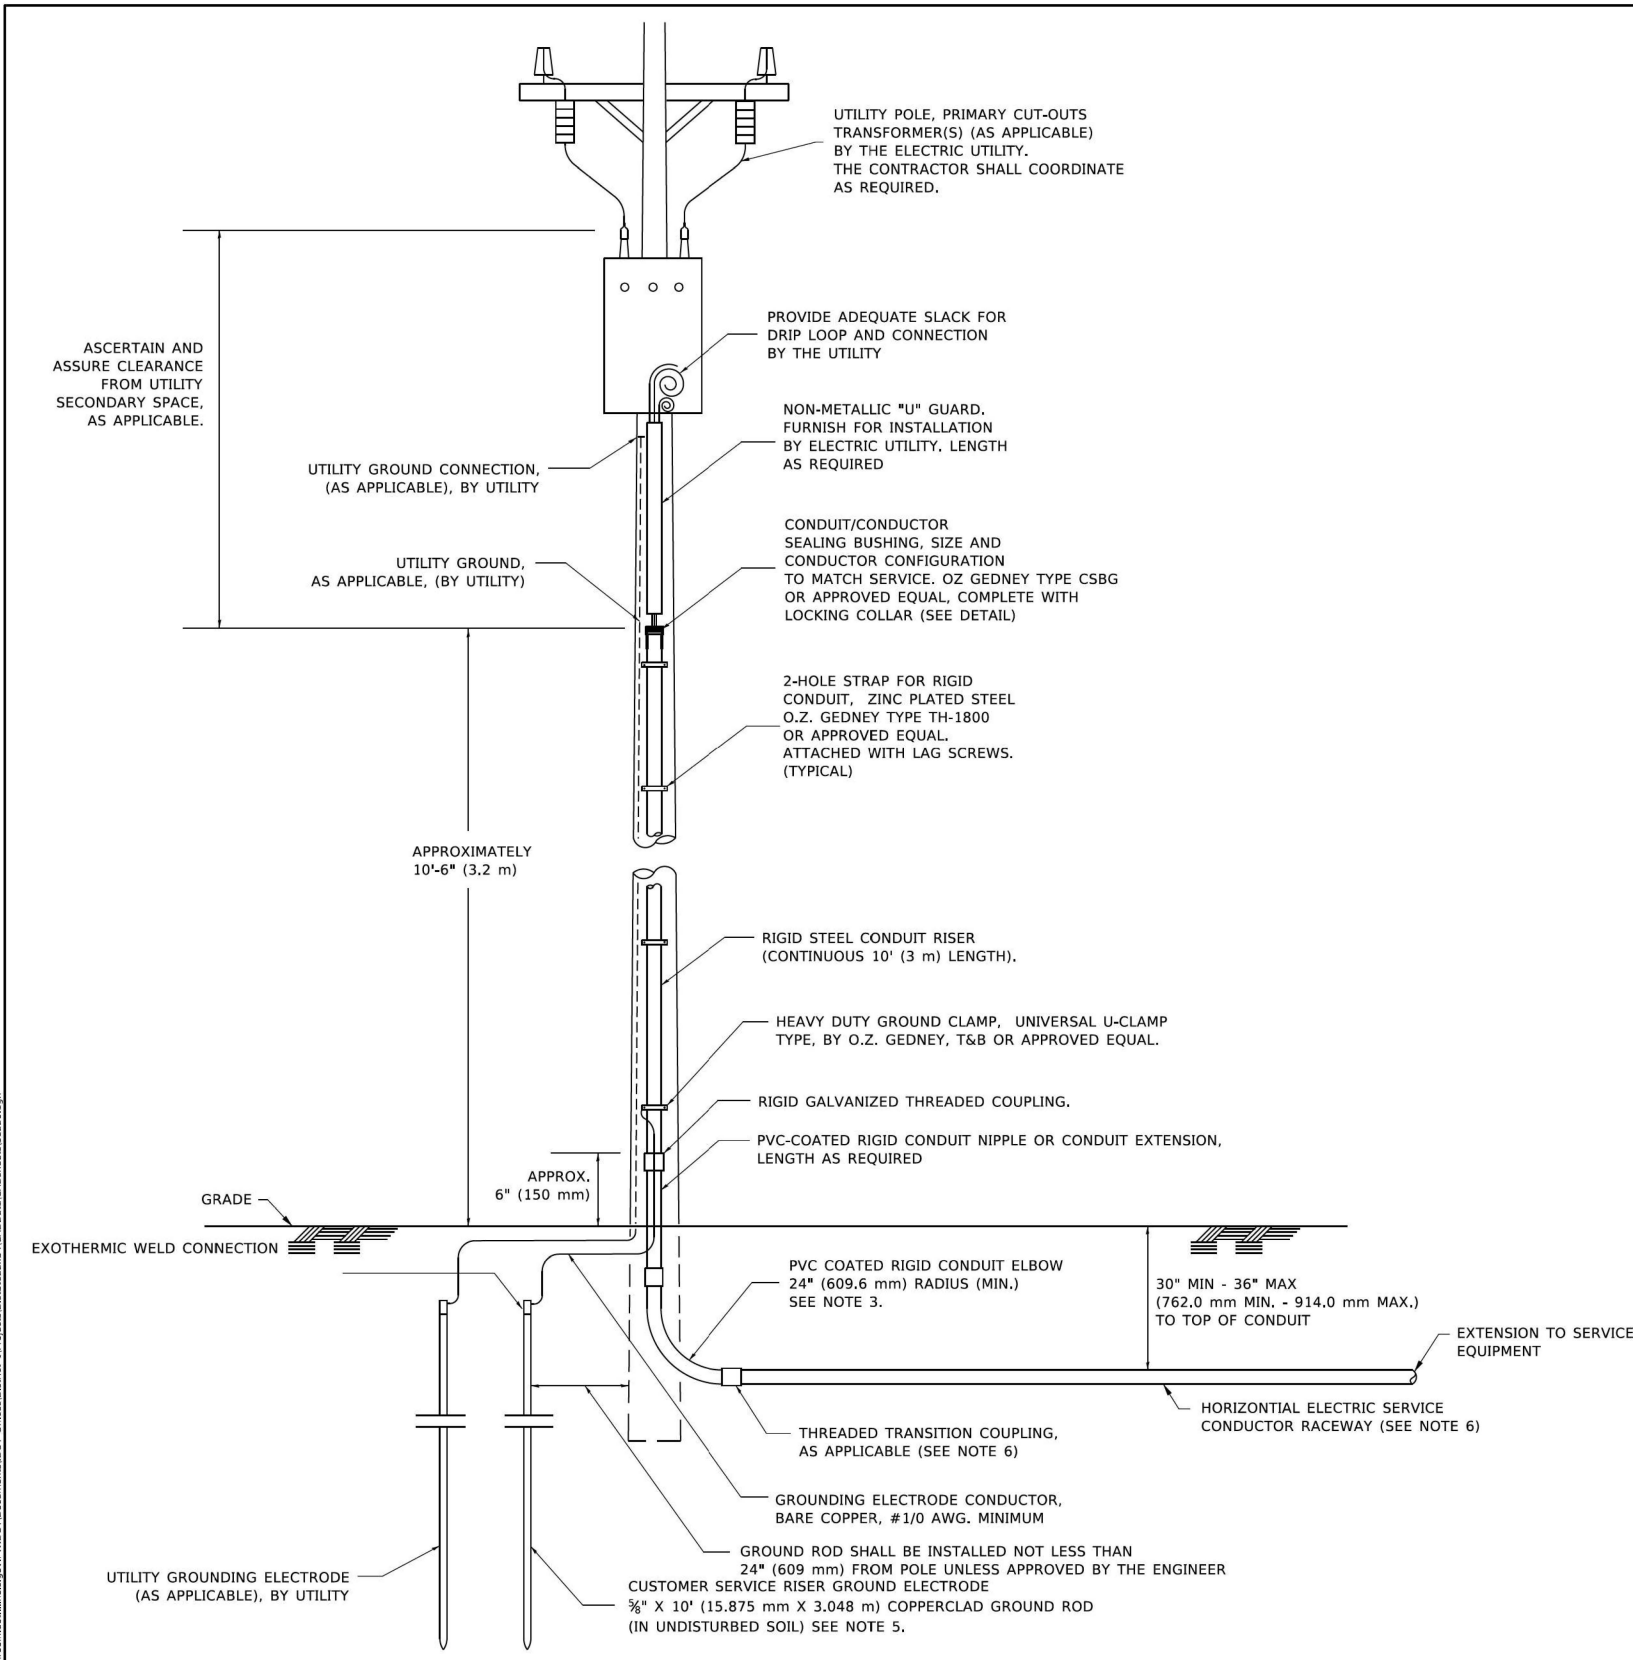 UTILITY POLE, PRIMARY CUT-OUTS
TRANSFORMER(S) (AS APPLICABLE)
BY THE ELECTRIC UTILITY.
THE CONTRACTOR SHALL COORDINATE
AS REQUIRED.
PROVIDE ADEQUATE SLACK FOR
DRIP LOOP AND CONNECTION
BY THE UTILITY
ASCERTAIN AND
ASSURE CLEARANCE
FROM UTILITY
SECONDARY SPACE,
AS APPLICABLE.
NON-METALLIC "U" GUARD.
FURNISH FOR INSTALLATION
BY ELECTRIC UTILITY. LENGTH
AS REQUIRED
UTILITY GROUND CONNECTION,
(AS APPLICABLE), BY UTILITY
CONDUIT/CONDUCTOR
SEALING BUSHING, SIZE AND
CONDUCTOR CONFIGURATION
TO MATCH SERVICE. OZ GEDNEY TYPE CSBG
OR APPROVED EQUAL, COMPLETE WITH
LOCKING COLLAR (SEE DETAIL)
UTILITY GROUND,
AS APPLICABLE, (BY UTILITY)
2-HOLE STRAP FOR RIGID
CONDUIT, ZINC PLATED STEEL
O.Z. GEDNEY TYPE TH-1800
OR APPROVED EQUAL.
ATTACHED WITH LAG SCREWS.
(TYPICAL)
APPROXIMATELY
10'-6" (3.2 m)
RIGID STEEL CONDUIT RISER
(CONTINUOUS 10' (3 m) LENGTH).
HEAVY DUTY GROUND CLAMP, UNIVERSAL U-CLAMP
TYPE, BY O.Z. GEDNEY, T&B OR APPROVED EQUAL.
RIGID GALVANIZED THREADED COUPLING.
PVC-COATED RIGID CONDUIT NIPPLE OR CONDUIT EXTENSION,
LENGTH AS REQUIRED
APPROX.
6" (150 mm)
GRADE
EXOTHERMIC WELD CONNECTION
PVC COATED RIGID CONDUIT ELBOW
24" (609.6 mm) RADIUS (MIN.)
SEE NOTE 3.
30" MIN - 36" MAX
(762.0 mm MIN. - 914.0 mm MAX.)
TO TOP OF CONDUIT
EXTENSION TO SERVICE
EQUIPMENT
HORIZONTIAL ELECTRIC SERVICE
CONDUCTOR RACEWAY (SEE NOTE 6)
THREADED TRANSITION COUPLING,
AS APPLICABLE (SEE NOTE 6)
GROUNDING ELECTRODE CONDUCTOR,
BARE COPPER, #1/0 AWG. MINIMUM
GROUND ROD SHALL BE INSTALLED NOT LESS THAN
24" (609 mm) FROM POLE UNLESS APPROVED BY THE ENGINEER
UTILITY GROUNDING ELECTRODE
(AS APPLICABLE), BY UTILITY
CUSTOMER SERVICE RISER GROUND ELECTRODE
⅝" X 10' (15.875 mm X 3.048 m) COPPERCLAD GROUND ROD
(IN UNDISTURBED SOIL) SEE NOTE 5.